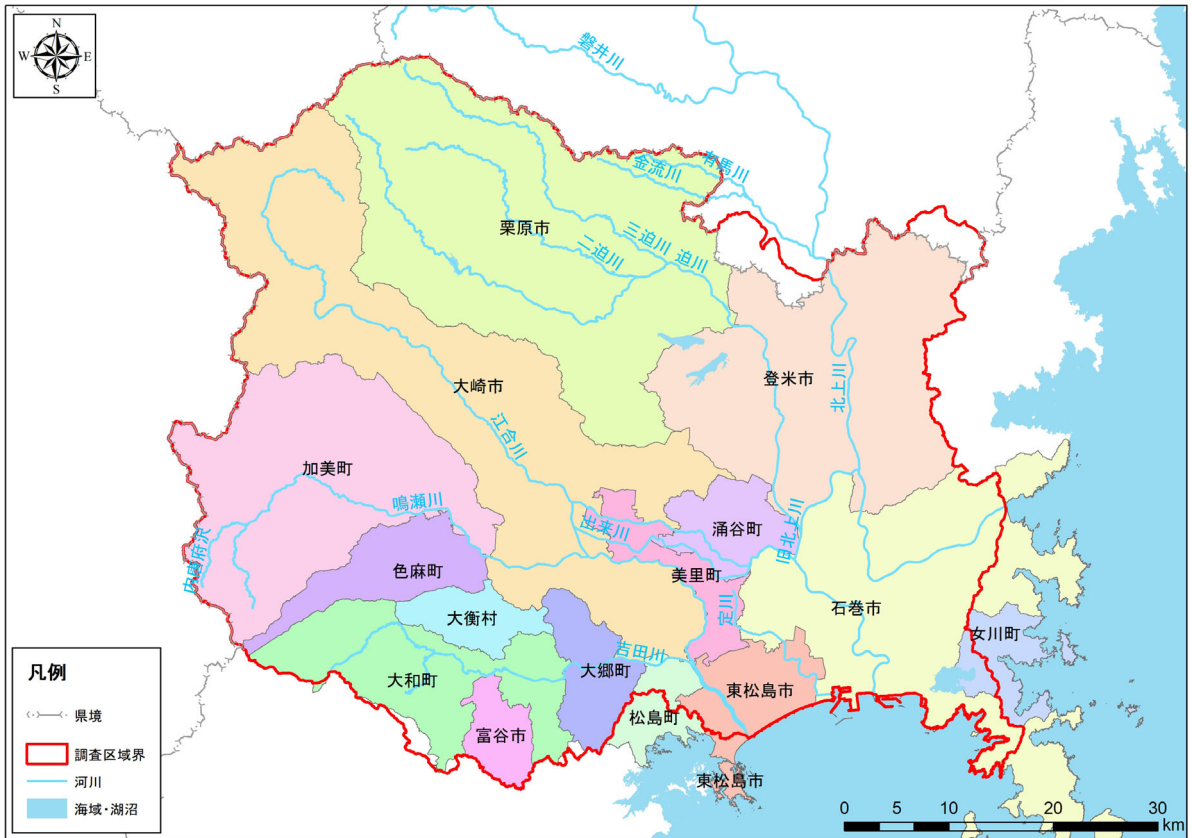 N
W E
S
磐井川
有馬川
金流川
栗原市
三迫川 迫川
二迫川
大崎市
登米市
北上川
江合川
加美町
鳴瀬川
出来川
涌谷町
旧北上川
色麻町
美里町
定川
石巻市
大衡村
女川町
吉田川
大郷町
大和町
東松島市
松島町
富谷市
東松島市
凡例
県境
調査区域界
河川
海域・湖沼
0 5 10 20 30
km